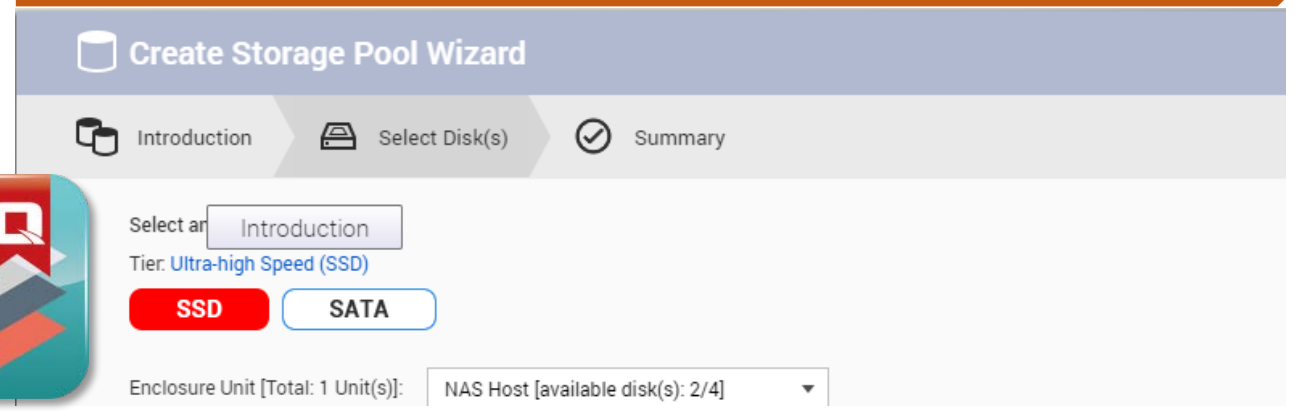 Create Storage Pool Wizard
Introduction Select Disk(s) Summary
Select ar Introduction
Tier: Ultra-high Speed (SSD)
SSD SATA
Enclosure Unit [Total: 1 Unit(s)]: NAS Host [available disk(s): 2/4]